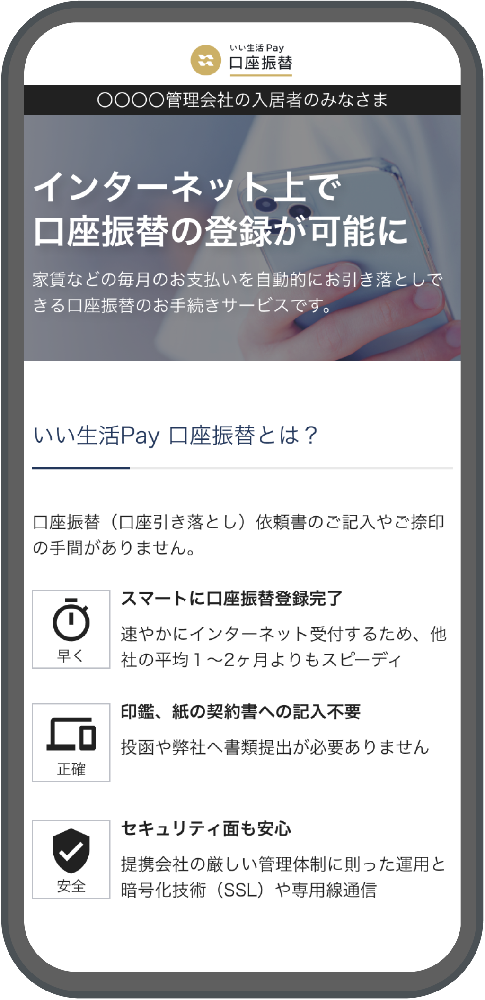 いい生活 Pay
口座振替
〇〇〇〇管理会社の入居者のみなさま
インターネット上で
口座振替の登録が可能に
家賃などの毎月のお支払いを自動的にお引き落としで
きる口座振替のお手続きサービスです。
いい生活Pay 口座振替とは？
口座振替（口座引き落とし）依頼書のご記入やご捺印
の手間がありません。
早く
スマートに口座振替登録完了
速やかにインターネット受付するため、他
社の平均１〜2ヶ月よりもスピーディ
正確
印鑑、紙の契約書への記入不要
投函や弊社へ書類提出が必要ありません
安全
セキュリティ面も安心
提携会社の厳しい管理体制に則った運用と
暗号化技術（SSL）や専用線通信